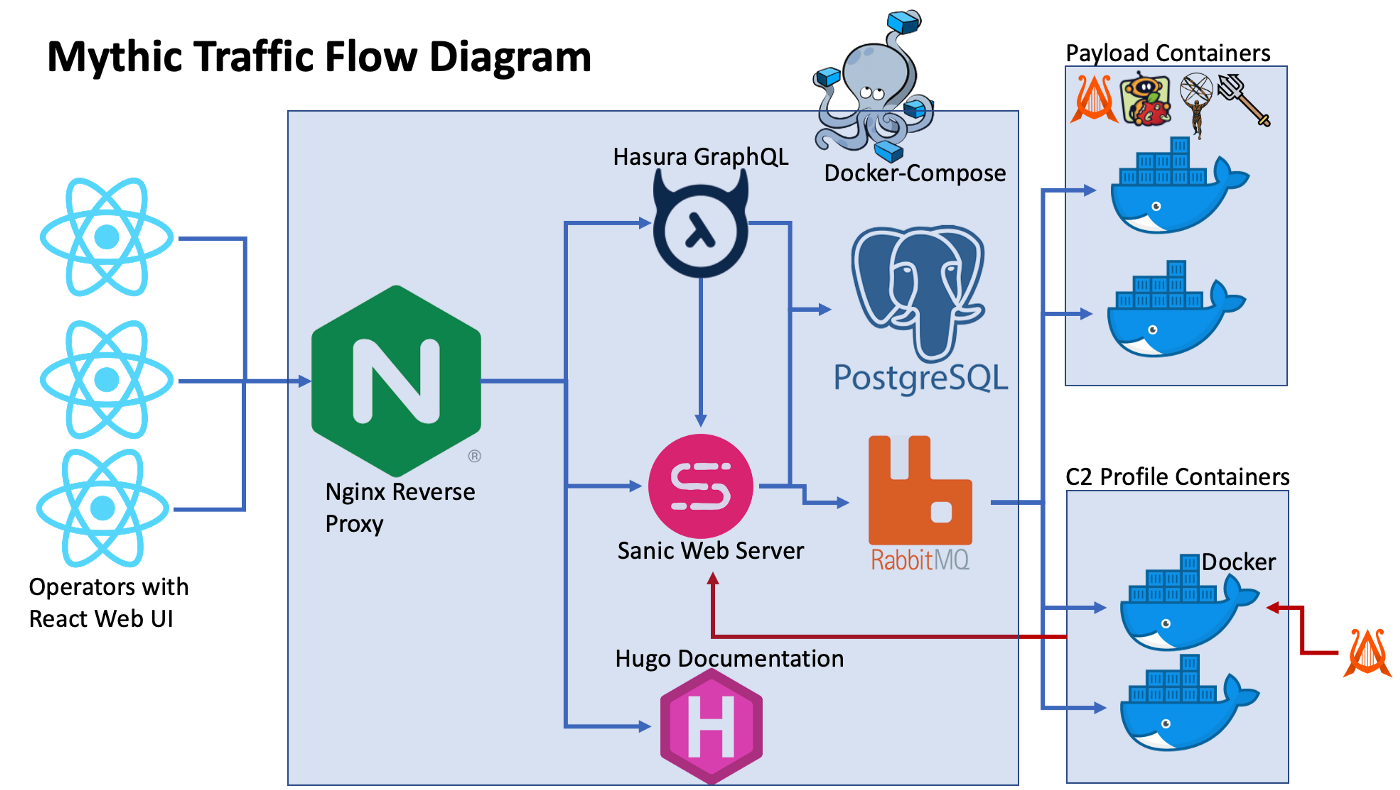 Mythic Traffic Flow Diagram
Payload Containers
Hasura GraphQL
Docker-Compose
PostgreSQL
N
®
Nginx Reverse
Proxy
C2 Profile Containers
Sanic Web Server
RabbitMQ
Docker
Operators with
React Web UI
Hugo Documentation
H